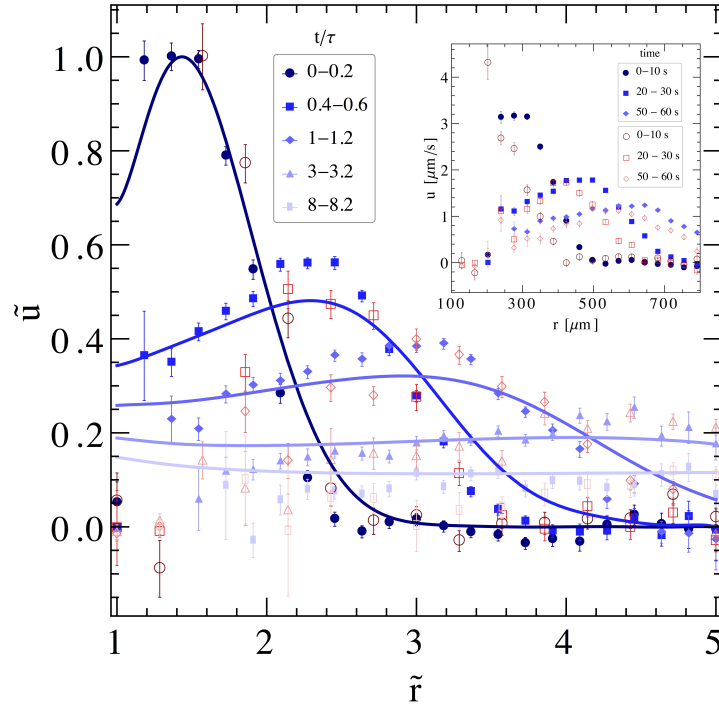 t/τ
0−0.2
0.4−0.6
1−1.2
3−3.2
8−8.2
ũ
1.0
0.8
0.6
0.4
0.2
0.0
1
2
3
4
5
r̃
time
0−10 s
20−30 s
50−60 s
0−10 s
20−30 s
50−60 s
u [μm/s]
4
3
2
1
0
100
300
500
700
r [μm]